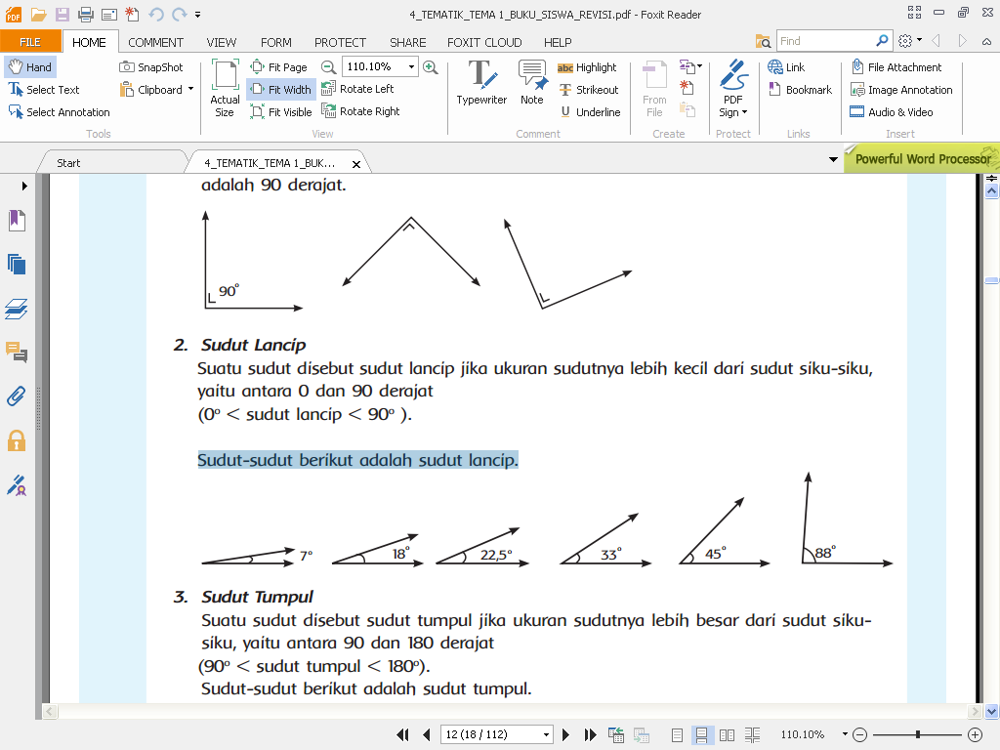 4_TEMATIK_TEMA 1_BUKU_SISWA_REVISI.pdf - Foxit Reader
FILE HOME COMMENT VIEW FORM PROTECT SHARE FOXIT CLOUD HELP Find
Hand SnapShot Fit Page 110.10% Highlight Link File Attachment
Select Text Clipboard Actual Size Fit Width Rotate Left Typewriter Note Strikeout From File PDF Sign Bookmark Image Annotation
Select Annotation Fit Visible Rotate Right Underline Audio & Video
Tools View Comment Create Protect Links Insert
Start 4_TEMATIK_TEMA 1_BUK... Powerful Word Processor
adalah 90 derajat.
90°
2. Sudut Lancip
Suatu sudut disebut sudut lancip jika ukuran sudutnya lebih kecil dari sudut siku-siku,
yaitu antara 0 dan 90 derajat
(0° < sudut lancip < 90° ).
Sudut-sudut berikut adalah sudut lancip.
7° 18° 22,5° 33° 45° 88°
3. Sudut Tumpul
Suatu sudut disebut sudut tumpul jika ukuran sudutnya lebih besar dari sudut siku-
siku, yaitu antara 90 dan 180 derajat
(90° < sudut tumpul < 180°).
Sudut-sudut berikut adalah sudut tumpul.
12 (18 / 112) 110.10%